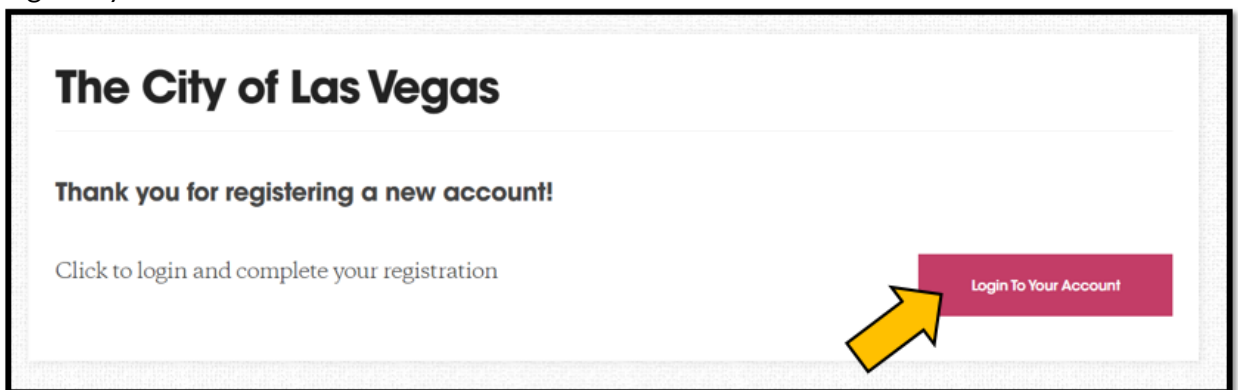 The City of Las Vegas
Thank you for registering a new account!
Click to login and complete your registration
Login To Your Account